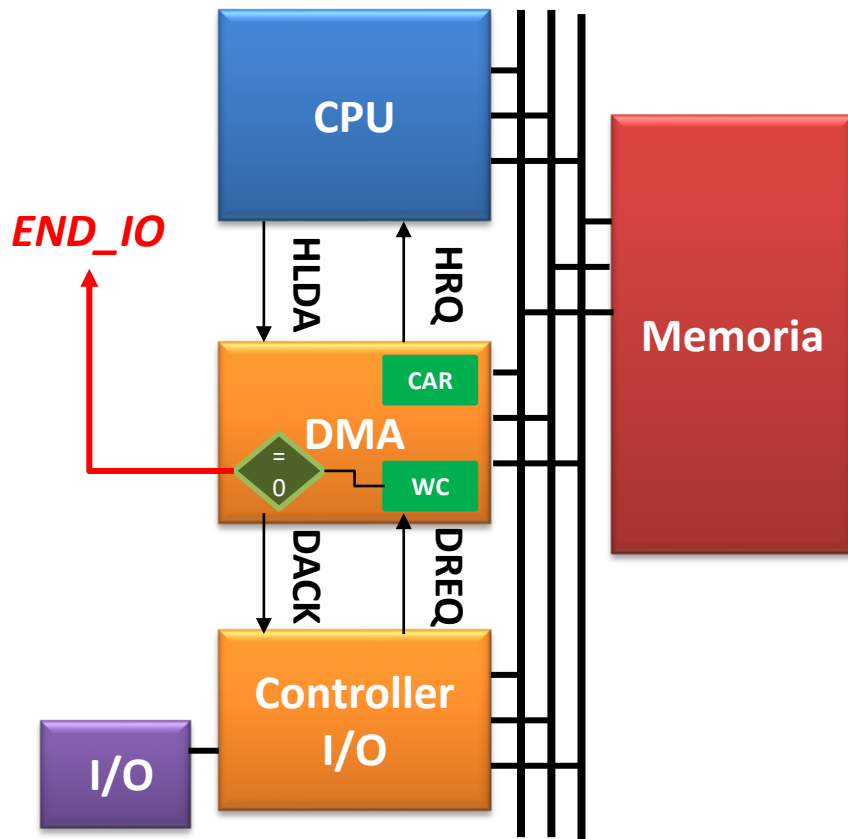 CPU
END_IO
HLDA
HRQ
Memoria
CAR
DMA
=
0
WC
DACK
DREQ
Controller
I/O
I/O